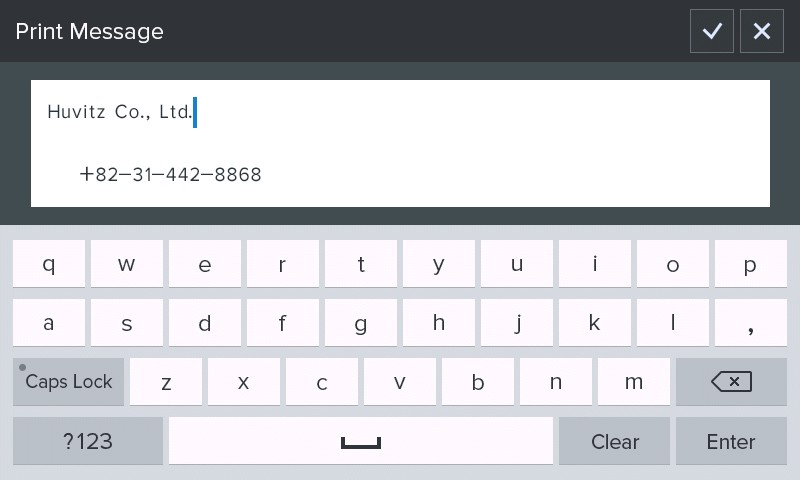 Print Message
Huvitz Co., Ltd.
+82-31-442-8868
q w e r t y u i o p
a s d f g h j k l ,
Caps Lock z x c v b n m
?123 Clear Enter